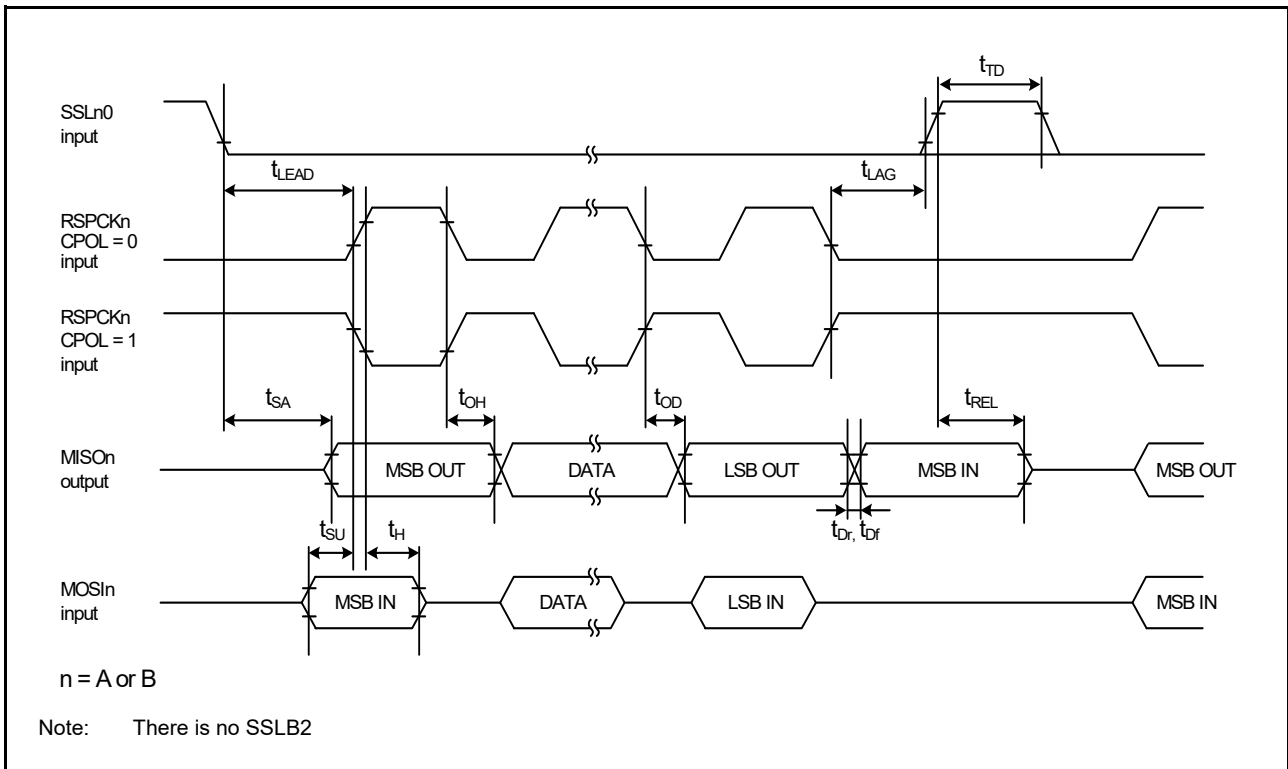 tTD
SSLn0
input
tLEAD
tLAG
RSPCKn
CPOL = 0
input
RSPCKn
CPOL = 1
input
tSA
tOH
tOD
tREL
MISOn
output
MSB OUT
DATA
LSB OUT
MSB IN
MSB OUT
tSU
tH
tDr, tDf
MOSIn
input
MSB IN
DATA
LSB IN
MSB IN
n = A or B
Note: There is no SSLB2